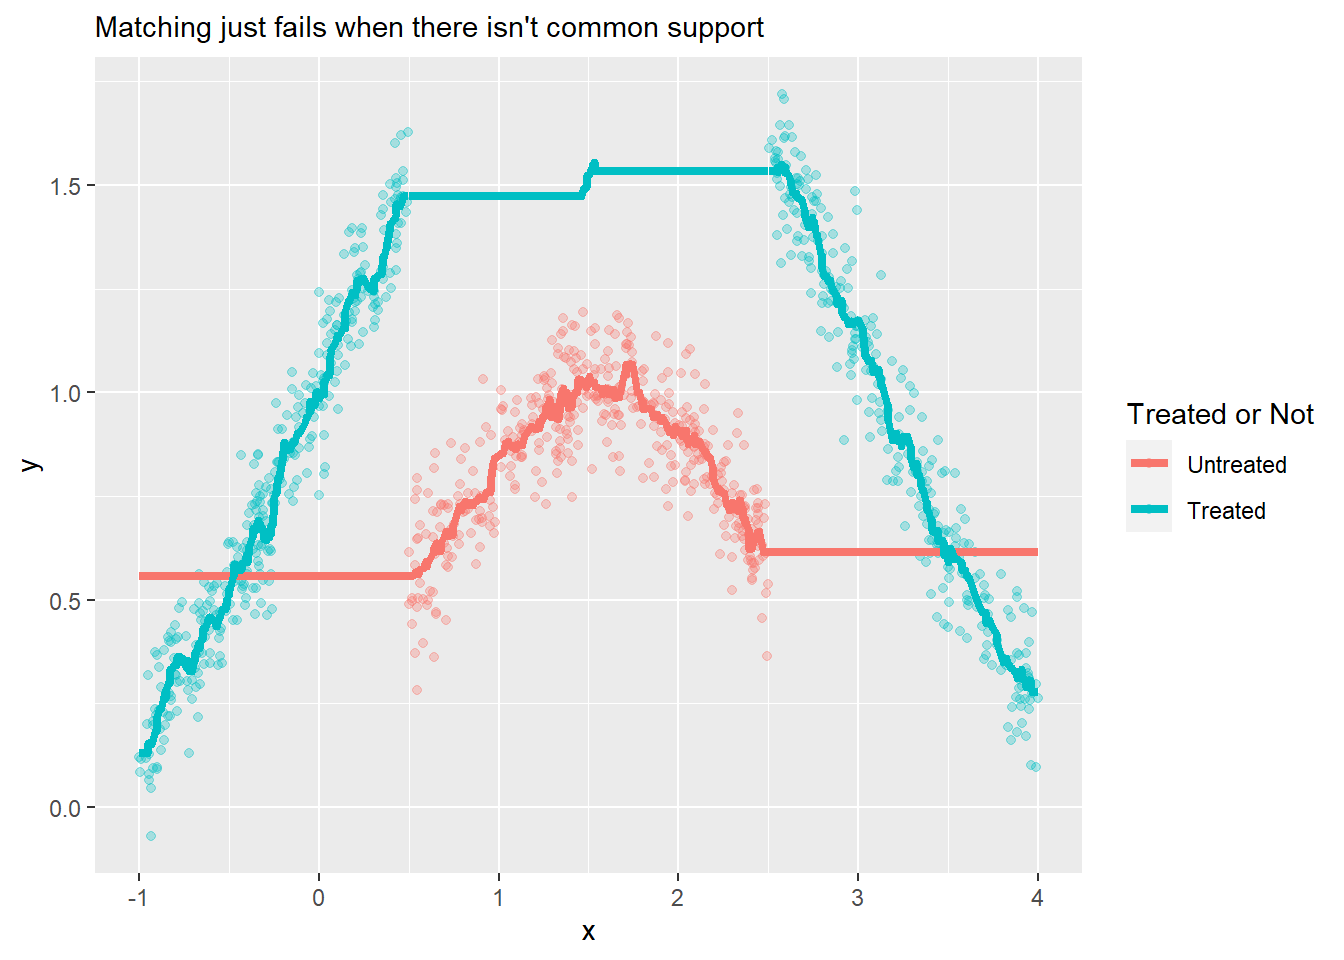 Matching just fails when there isn't common support
1.5
1.0
0.5
0.0
y
-1 0 1 2 3 4
x
Treated or Not
Untreated
Treated